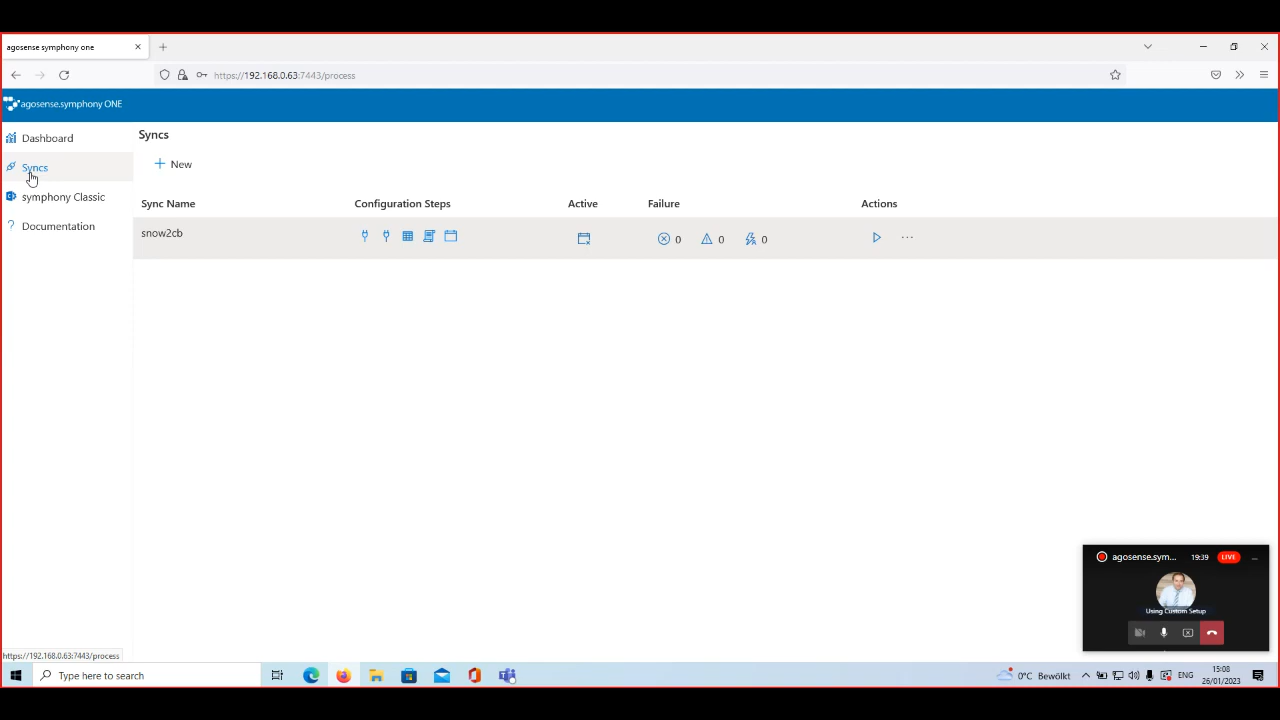 agosense symphony one
https://192.168.0.63:7443/process
agosense.symphony ONE
Dashboard
Syncs
symphony Classic
Documentation
Syncs
New
Sync Name
Configuration Steps
Active
Failure
Actions
snow2cb
0
0
0
agosense.sym...
19:39
LIVE
Using Custom Setup
https://192.168.0.63:7443/process
Type here to search
0°C Bewölkt
ENG
15:08
26/01/2023